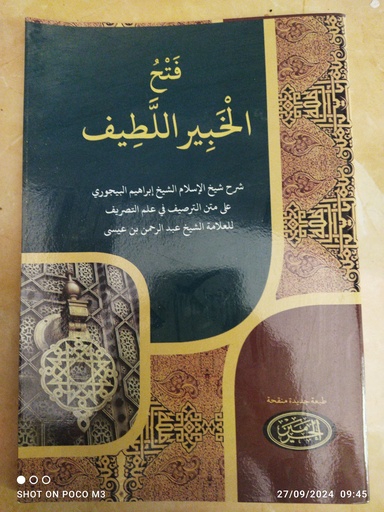 فَتْحُ
الْخَبِيرِ اللَّطِيفِ
شرح شيخ الإسلام الشيخ إبراهيم البيجوري
على متن الترصيف في علم التصريف
للعلامة الشيخ عبد الرحمن بن عيسى
طبعة جديدة منقحة
SHOT ON POCO M3
27/09/2024 09:45